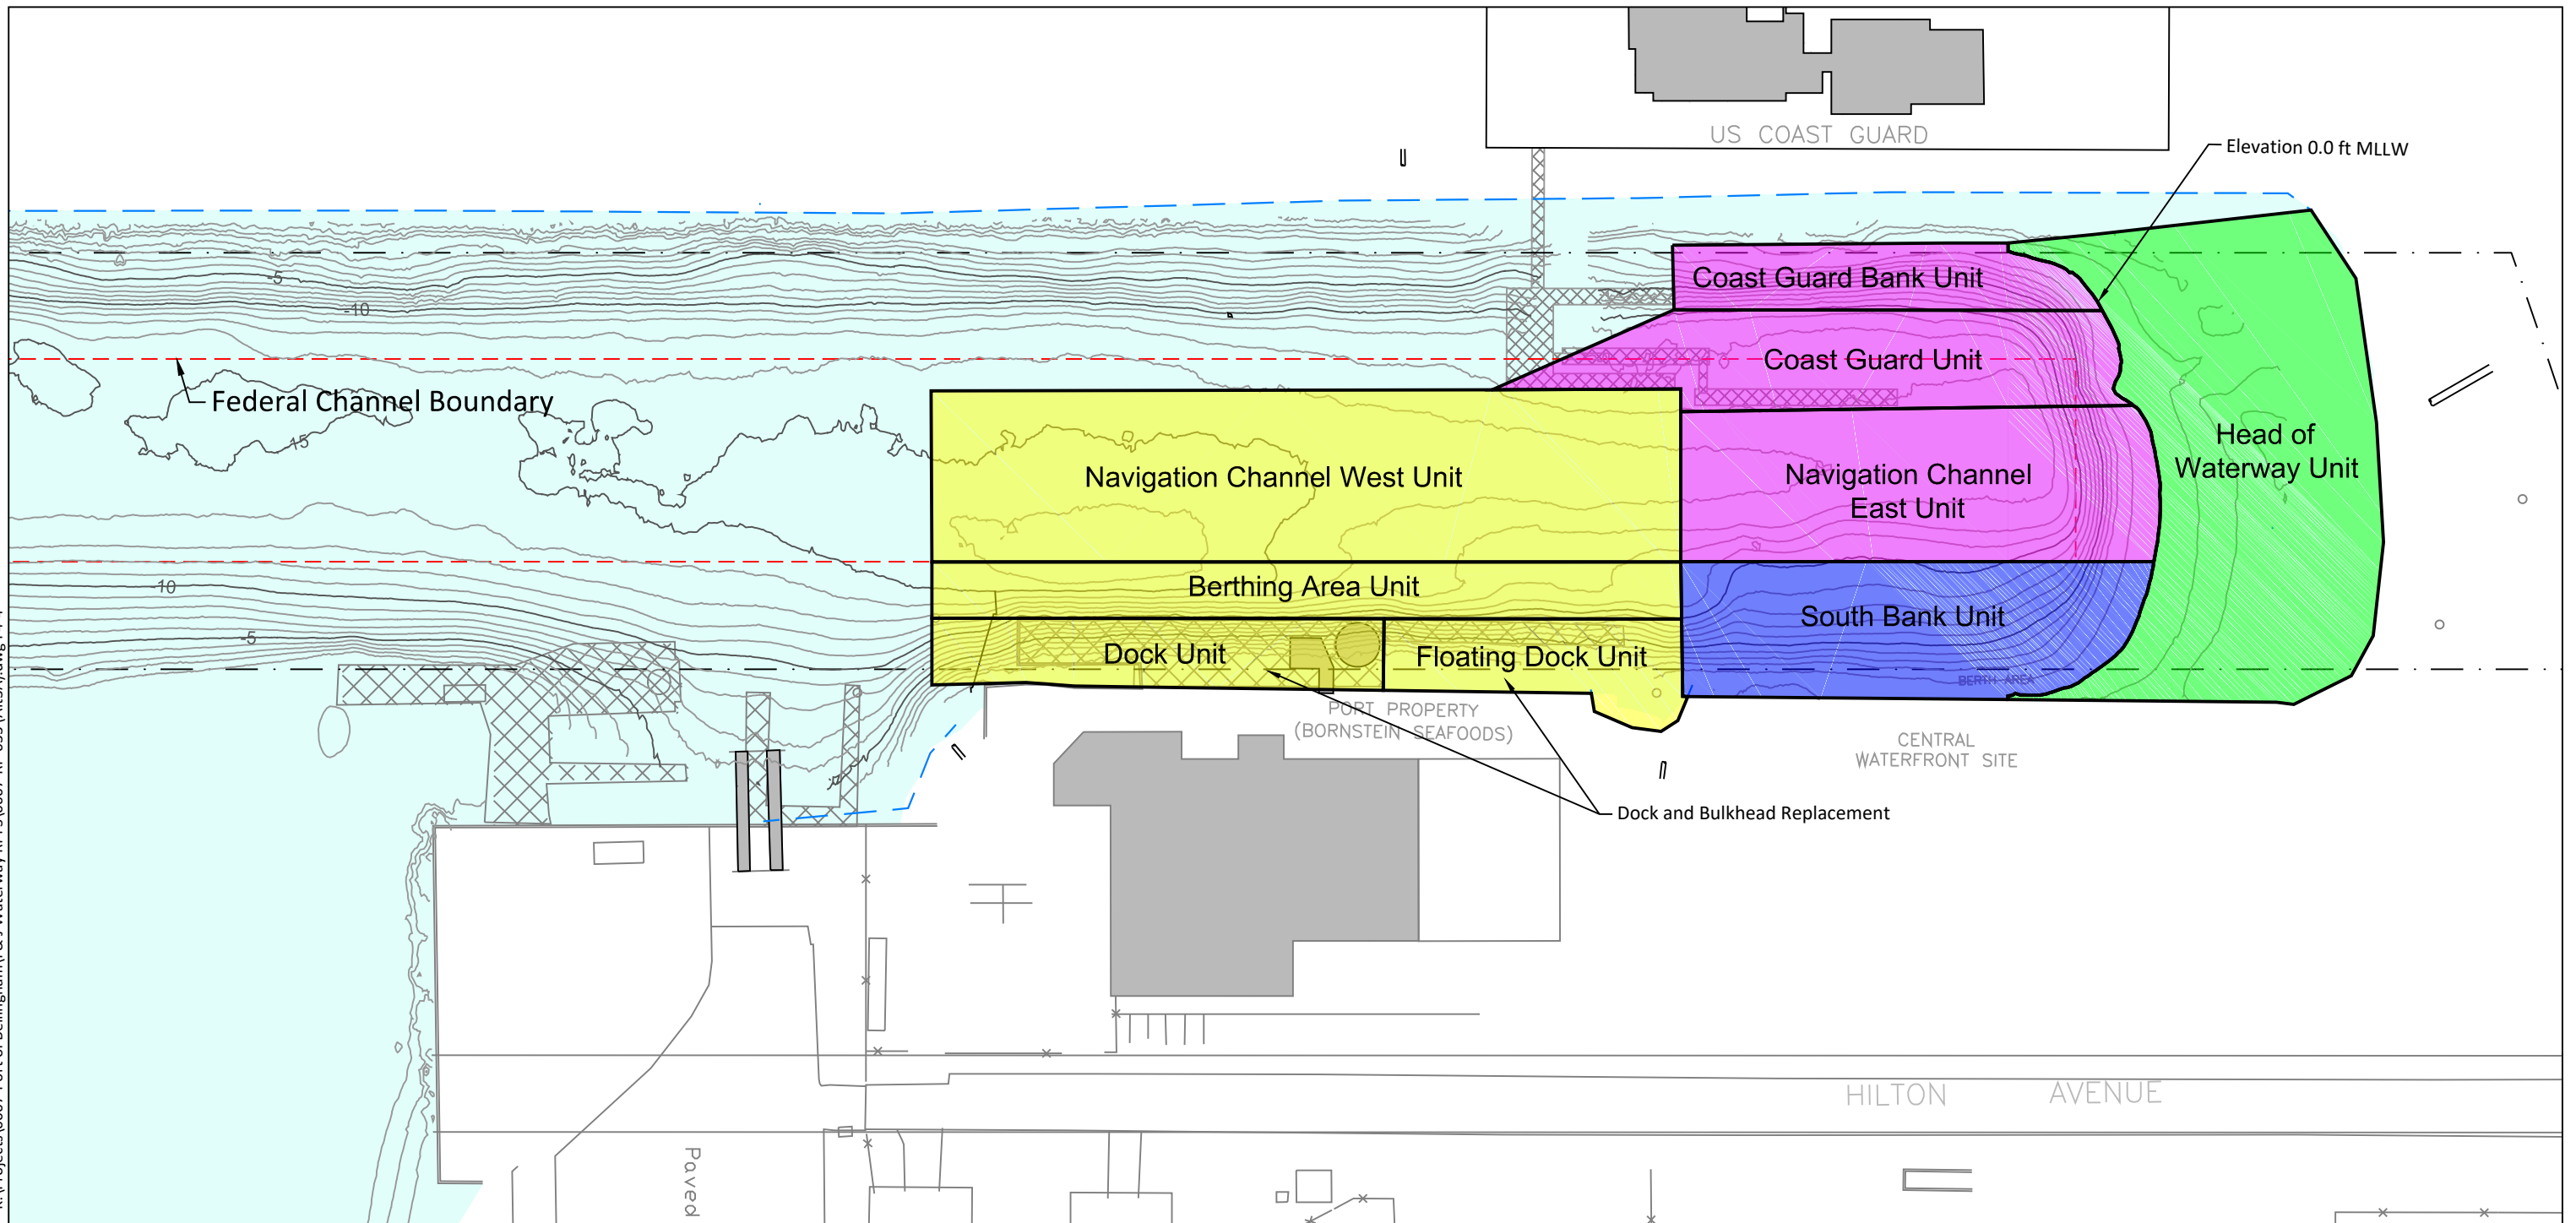 US COAST GUARD
Elevation 0.0 ft MLLW
-5
-10
Coast Guard Bank Unit
Coast Guard Unit
Federal Channel Boundary
15
Head of
Waterway Unit
Navigation Channel West Unit
Navigation Channel
East Unit
-10
Berthing Area Unit
South Bank Unit
-5
Dock Unit
Floating Dock Unit
BERTH AREA
PORT PROPERTY
(BORNSTEIN SEAFOODS)
CENTRAL
WATERFRONT SITE
Dock and Bulkhead Replacement
HILTON AVENUE
Paved